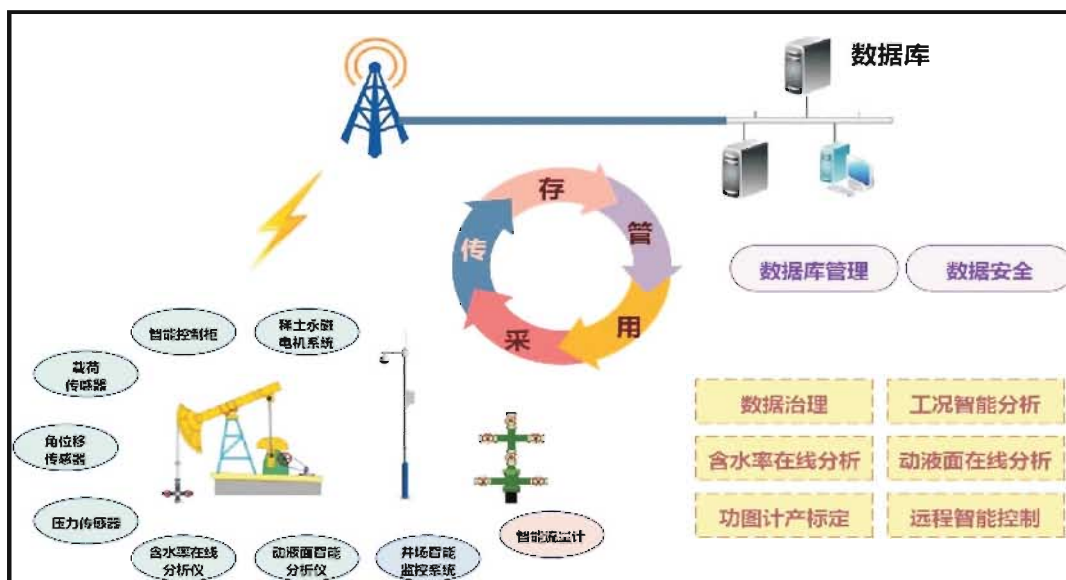 数据库
存
管
传
用
采
数据库管理
数据安全
智能控制柜
稀土永磁
电机系统
载荷
传感器
角位移
传感器
压力传感器
含水率在线
分析仪
动液面智能
分析仪
井场智能
监控系统
智能流量计
数据治理
工况智能分析
含水率在线分析
动液面在线分析
功图计产标定
远程智能控制